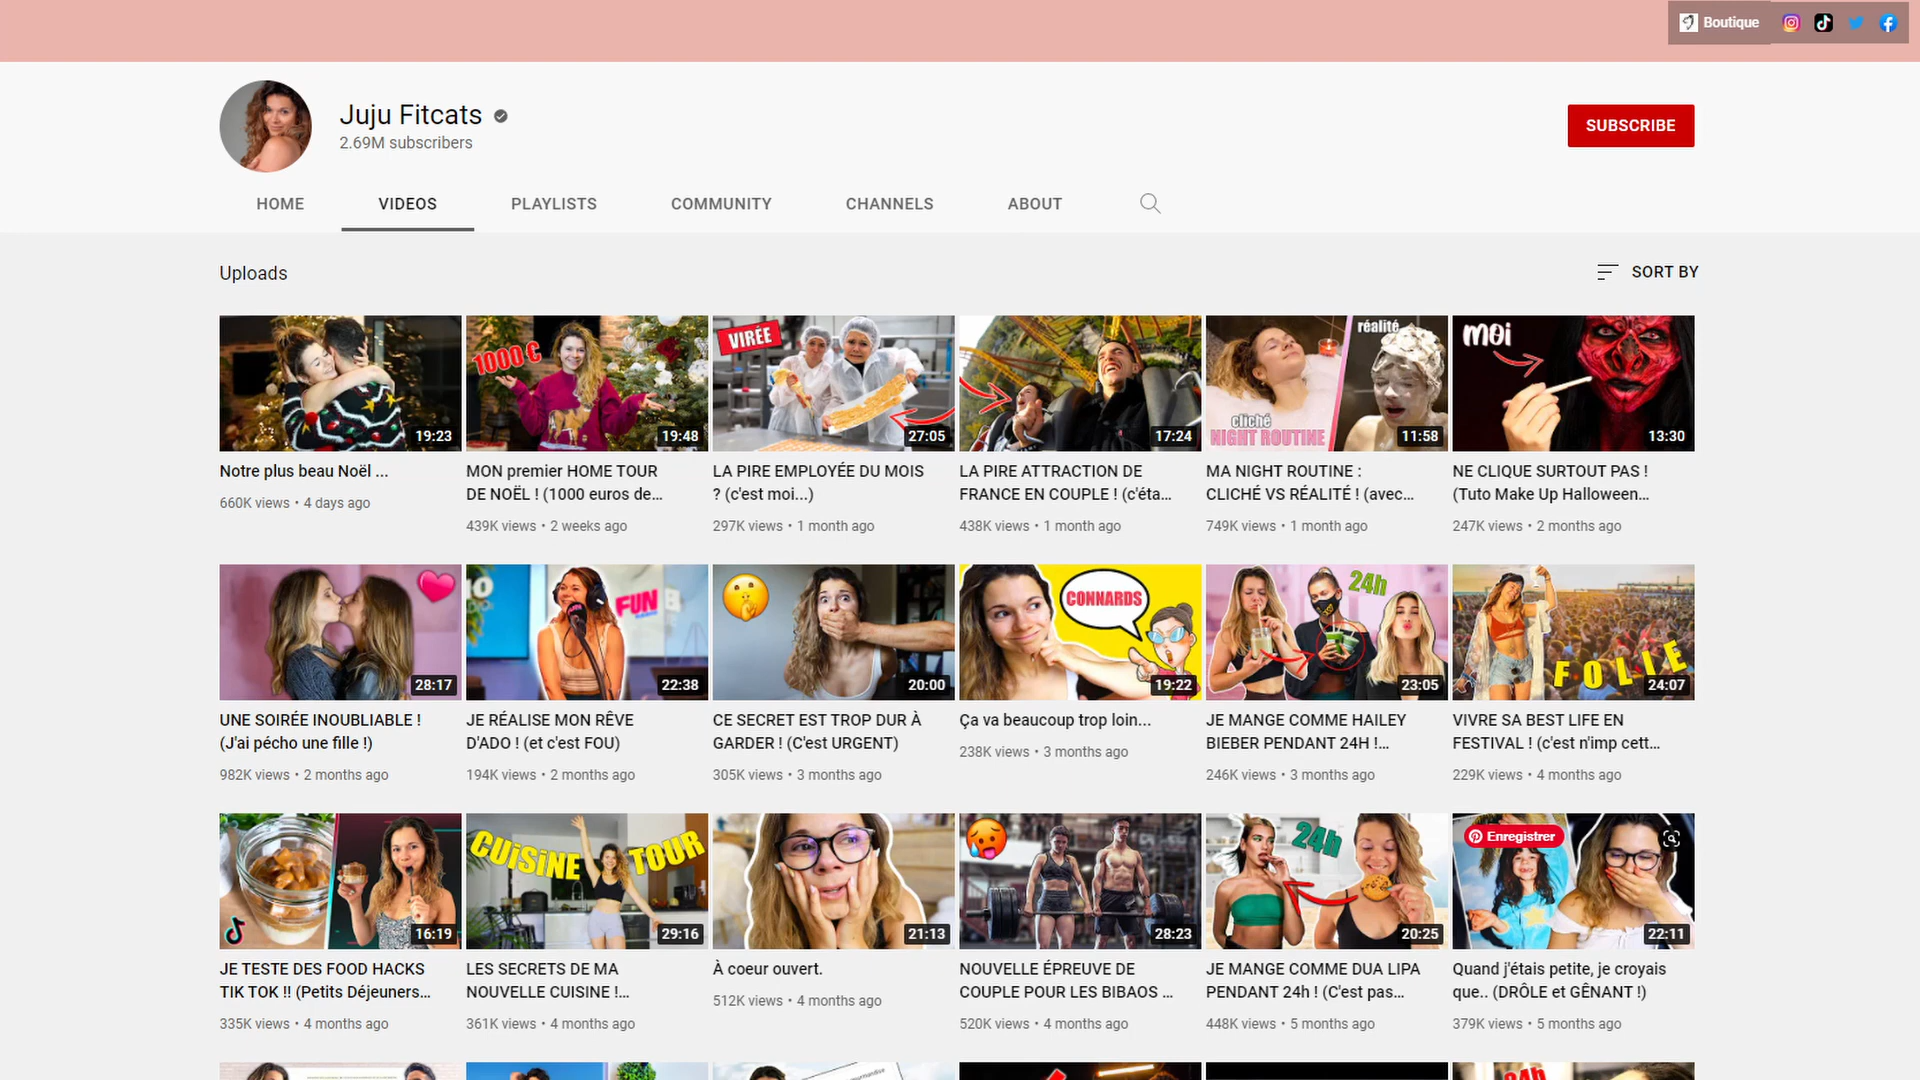 Boutique
Juju Fitcats
2.69M subscribers
SUBSCRIBE
HOME
VIDEOS
PLAYLISTS
COMMUNITY
CHANNELS
ABOUT
Uploads
SORT BY
19:23
1000 €
19:48
VIRÉE
27:05
17:24
réalité
cliché
NIGHT ROUTINE
11:58
moi
13:30
Notre plus beau Noël ...
660K views • 4 days ago
MON premier HOME TOUR
DE NOËL ! (1000 euros de...
439K views • 2 weeks ago
LA PIRE EMPLOYÉE DU MOIS
? (c'est moi...)
297K views • 1 month ago
LA PIRE ATTRACTION DE
FRANCE EN COUPLE ! (c'éta...
438K views • 1 month ago
MA NIGHT ROUTINE :
CLICHÉ VS RÉALITÉ ! (avec...
749K views • 1 month ago
NE CLIQUE SURTOUT PAS !
(Tuto Make Up Halloween...
247K views • 2 months ago
28:17
FUN
22:38
20:00
CONNARDS
19:22
24h
23:05
FOLIE
24:07
UNE SOIRÉE INOUBLIABLE !
(J'ai pécho une fille !)
982K views • 2 months ago
JE RÉALISE MON RÊVE
D'ADO ! (et c'est FOU)
194K views • 2 months ago
CE SECRET EST TROP DUR À
GARDER ! (C'est URGENT)
305K views • 3 months ago
Ça va beaucoup trop loin...
238K views • 3 months ago
JE MANGE COMME HAILEY
BIEBER PENDANT 24H !...
246K views • 3 months ago
VIVRE SA BEST LIFE EN
FESTIVAL ! (c'est n'imp cett...
229K views • 4 months ago
16:19
CUiSiNE TOUR
29:16
21:13
28:23
24h
20:25
Enregistrer
22:11
JE TESTE DES FOOD HACKS
TIK TOK !! (Petits Déjeuners...
335K views • 4 months ago
LES SECRETS DE MA
NOUVELLE CUISINE !...
361K views • 4 months ago
À coeur ouvert.
512K views • 4 months ago
NOUVELLE ÉPREUVE DE
COUPLE POUR LES BIBAOS ...
520K views • 4 months ago
JE MANGE COMME DUA LIPA
PENDANT 24h ! (C'est pas...
448K views • 5 months ago
Quand j'étais petite, je croyais
que.. (DRÔLE et GÊNANT !)
379K views • 5 months ago
24h